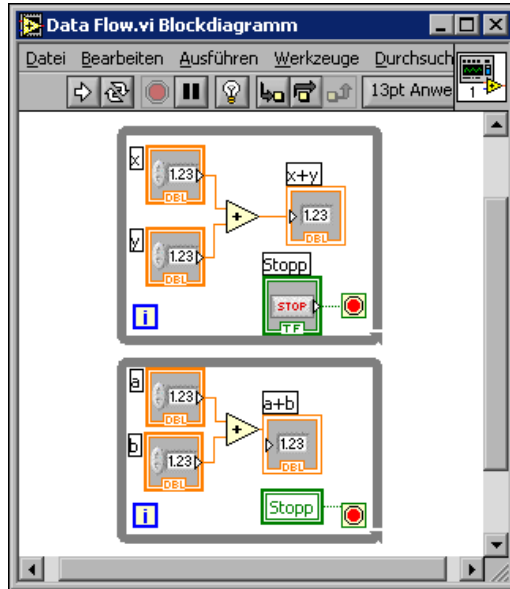 Data Flow.vi Blockdiagramm
Datei Bearbeiten Ausführen Werkzeuge Durchsuch
13pt Anwe
1
x
1.23
DBL
x+y
1.23
DBL
y
1.23
DBL
Stopp
STOP
TF
i
a
1.23
DBL
a+b
1.23
DBL
b
1.23
DBL
Stopp
i